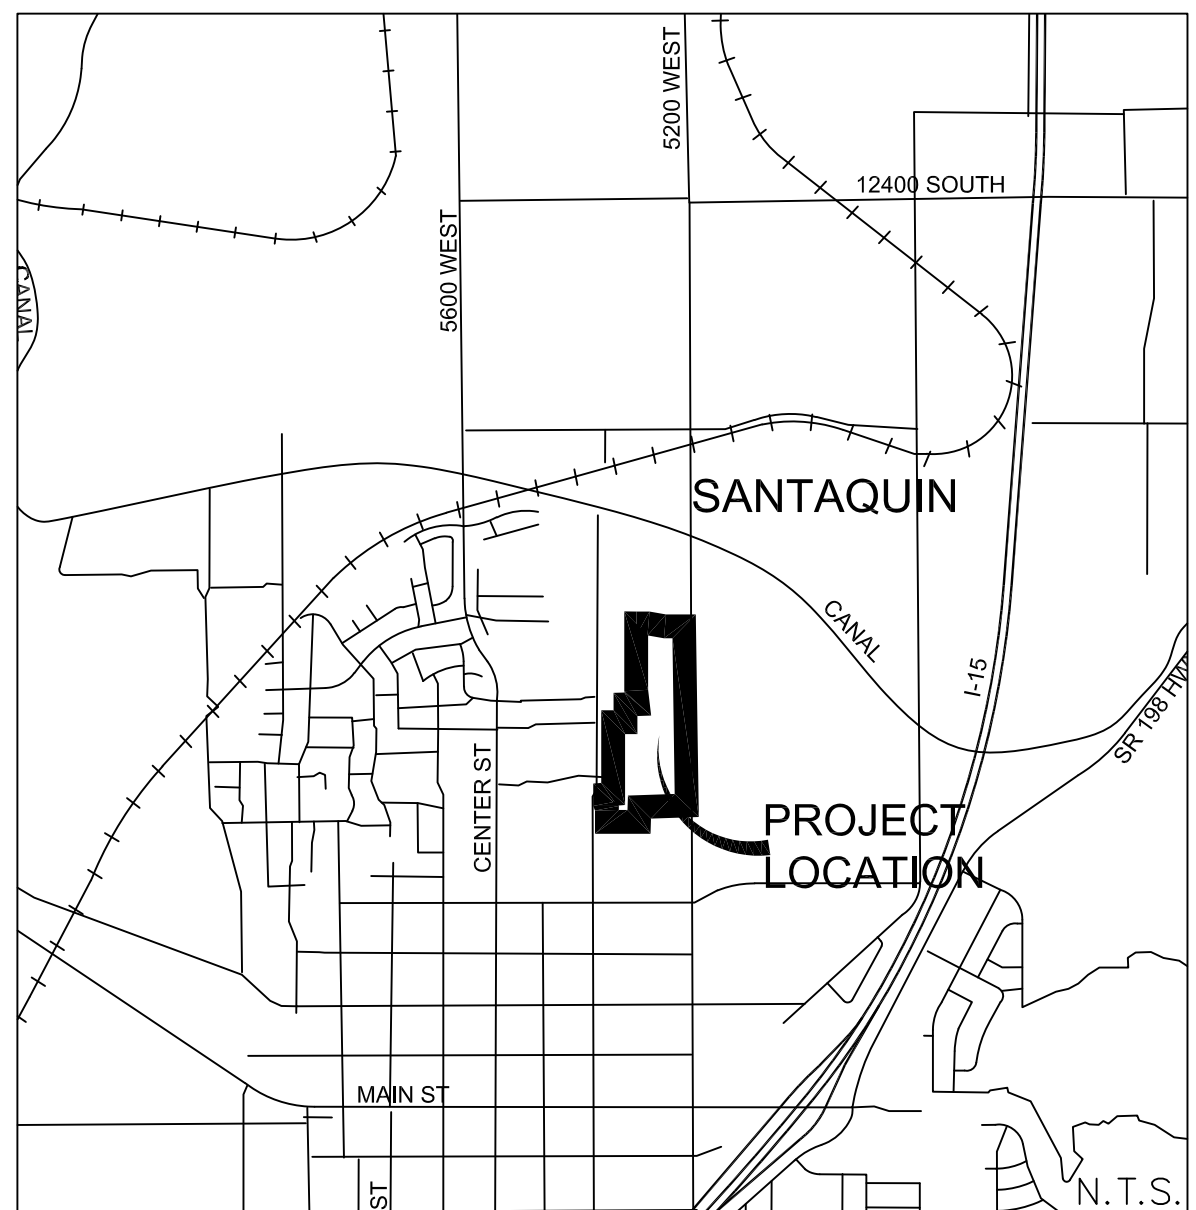 5200 WEST
12400 SOUTH
5600 WEST
CANAL
SANTAQUIN
CANAL
I-15
SR 198 HW
CENTER ST
PROJECT
LOCATION
MAIN ST
ST
N.T.S.